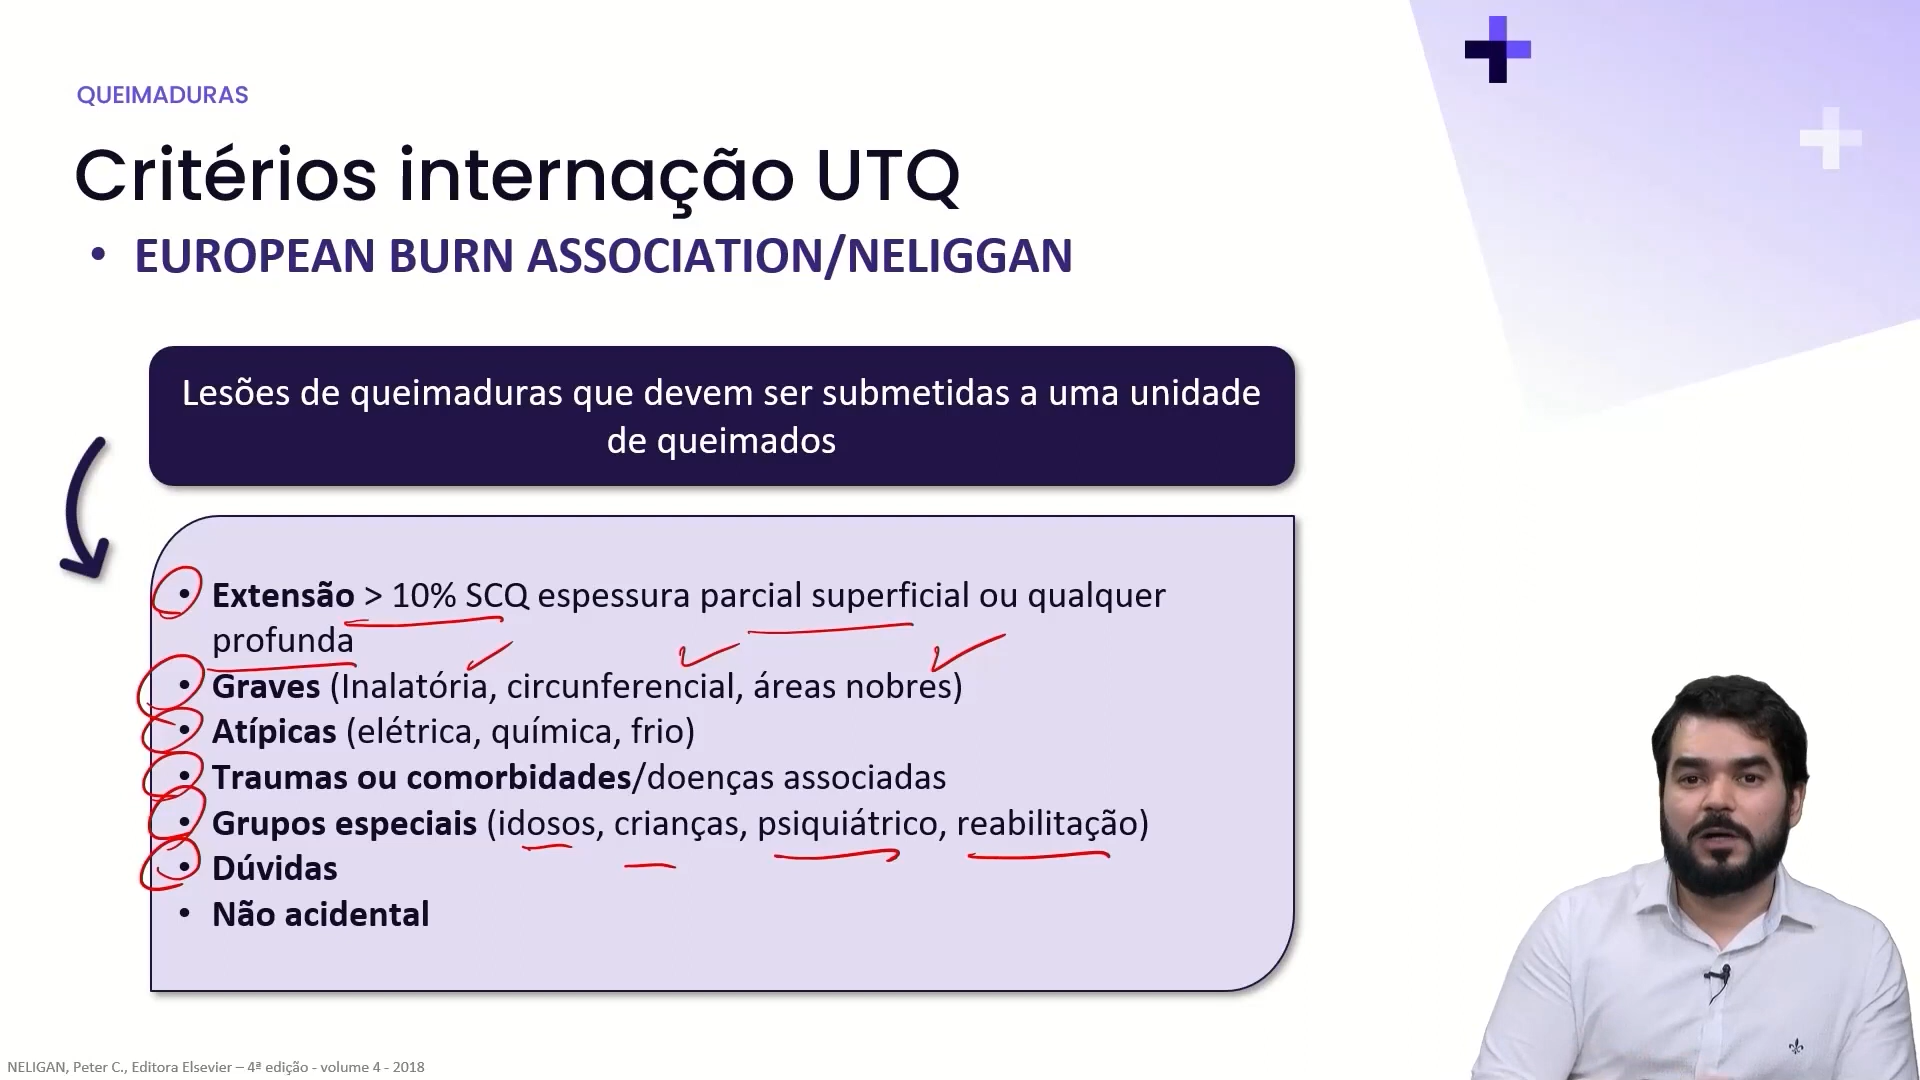 QUEIMADURAS
Critérios internação UTQ
• EUROPEAN BURN ASSOCIATION/NELIGGAN
Lesões de queimaduras que devem ser submetidas a uma unidade
de queimados
• Extensão > 10% SCQ espessura parcial superficial ou qualquer
profunda
• Graves (Inalatória, circunferencial, áreas nobres)
• Atípicas (elétrica, química, frio)
• Traumas ou comorbidades/doenças associadas
• Grupos especiais (idosos, crianças, psiquiátrico, reabilitação)
• Dúvidas
• Não acidental
NELIGAN, Peter C., Editora Elsevier – 4ª edição - volume 4 - 2018